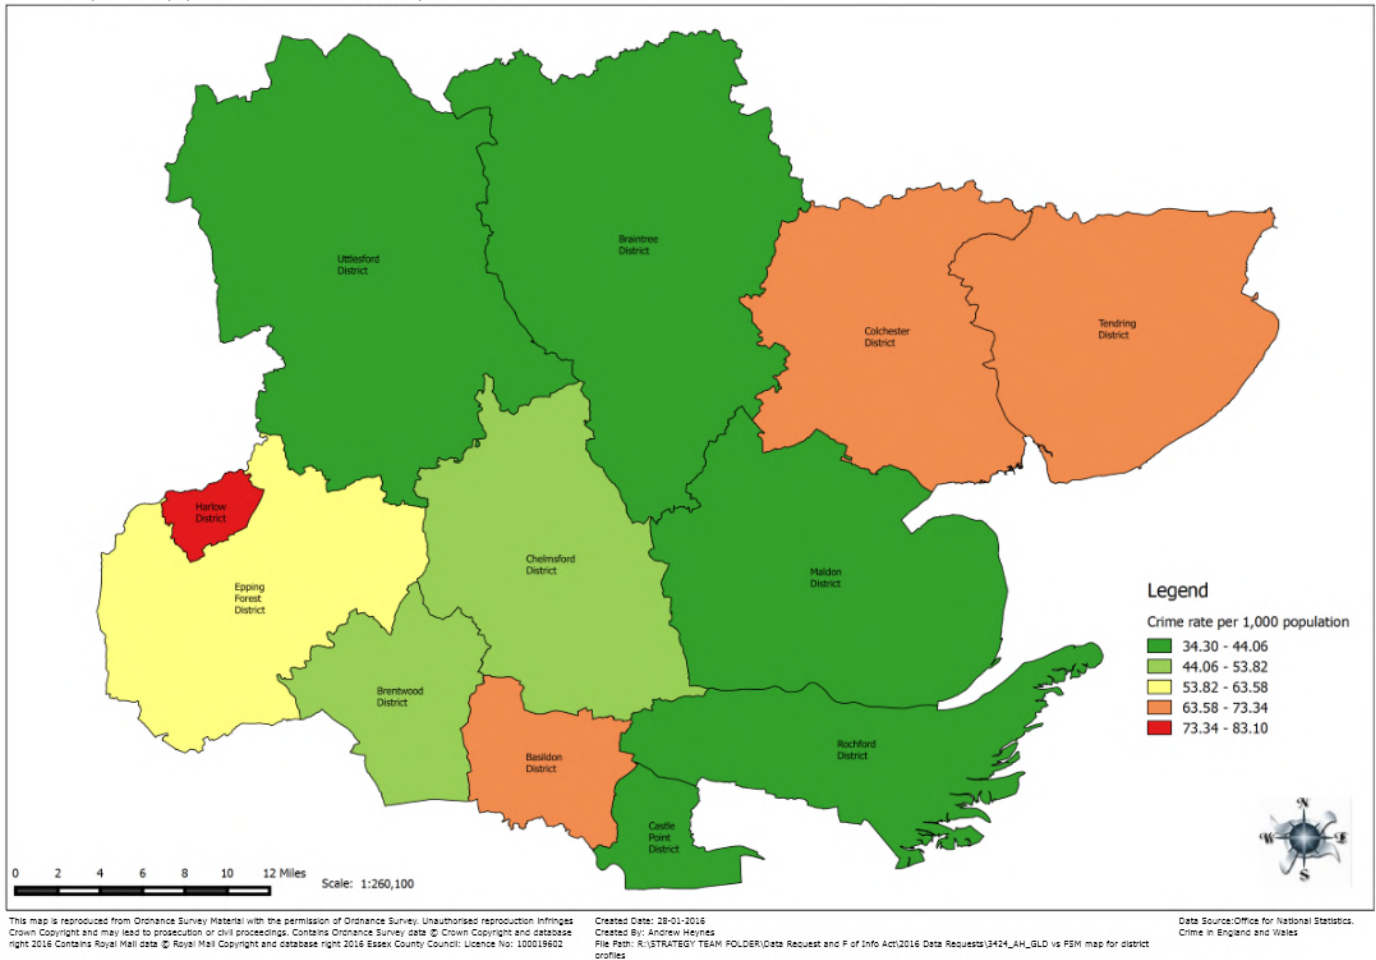 Uttlesford
District
Braintree
District
Colchester
District
Tendring
District
Harlow
District
Epping
Forest
District
Chelmsford
District
Maldon
District
Brentwood
District
Basildon
District
Rochford
District
Castle
Point
District
Legend
Crime rate per 1,000 population
34.30 - 44.06
44.06 - 53.82
53.82 - 63.58
63.58 - 73.34
73.34 - 83.10
N
W E
S
0 2 4 6 8 10 12 Miles
Scale: 1:260,100
This map is reproduced from Ordnance Survey Material with the permission of Ordnance Survey. Unauthorised reproduction infringes
Crown Copyright and may lead to prosecution or civil proceedings. Contains Ordnance Survey data © Crown Copyright and database
right 2016 Contains Royal Mail data © Royal Mail Copyright and database right 2016 Essex County Council: Licence No: 100019602
Created Date: 28-01-2016
Created By: Andrew Heynes
File Path: R:\STRATEGY TEAM FOLDER\Data Request and F of Info Act\2016 Data Requests\3424_AH_GLD vs FSM map for district
profiles
Data Source:Office for National Statistics.
Crime in England and Wales